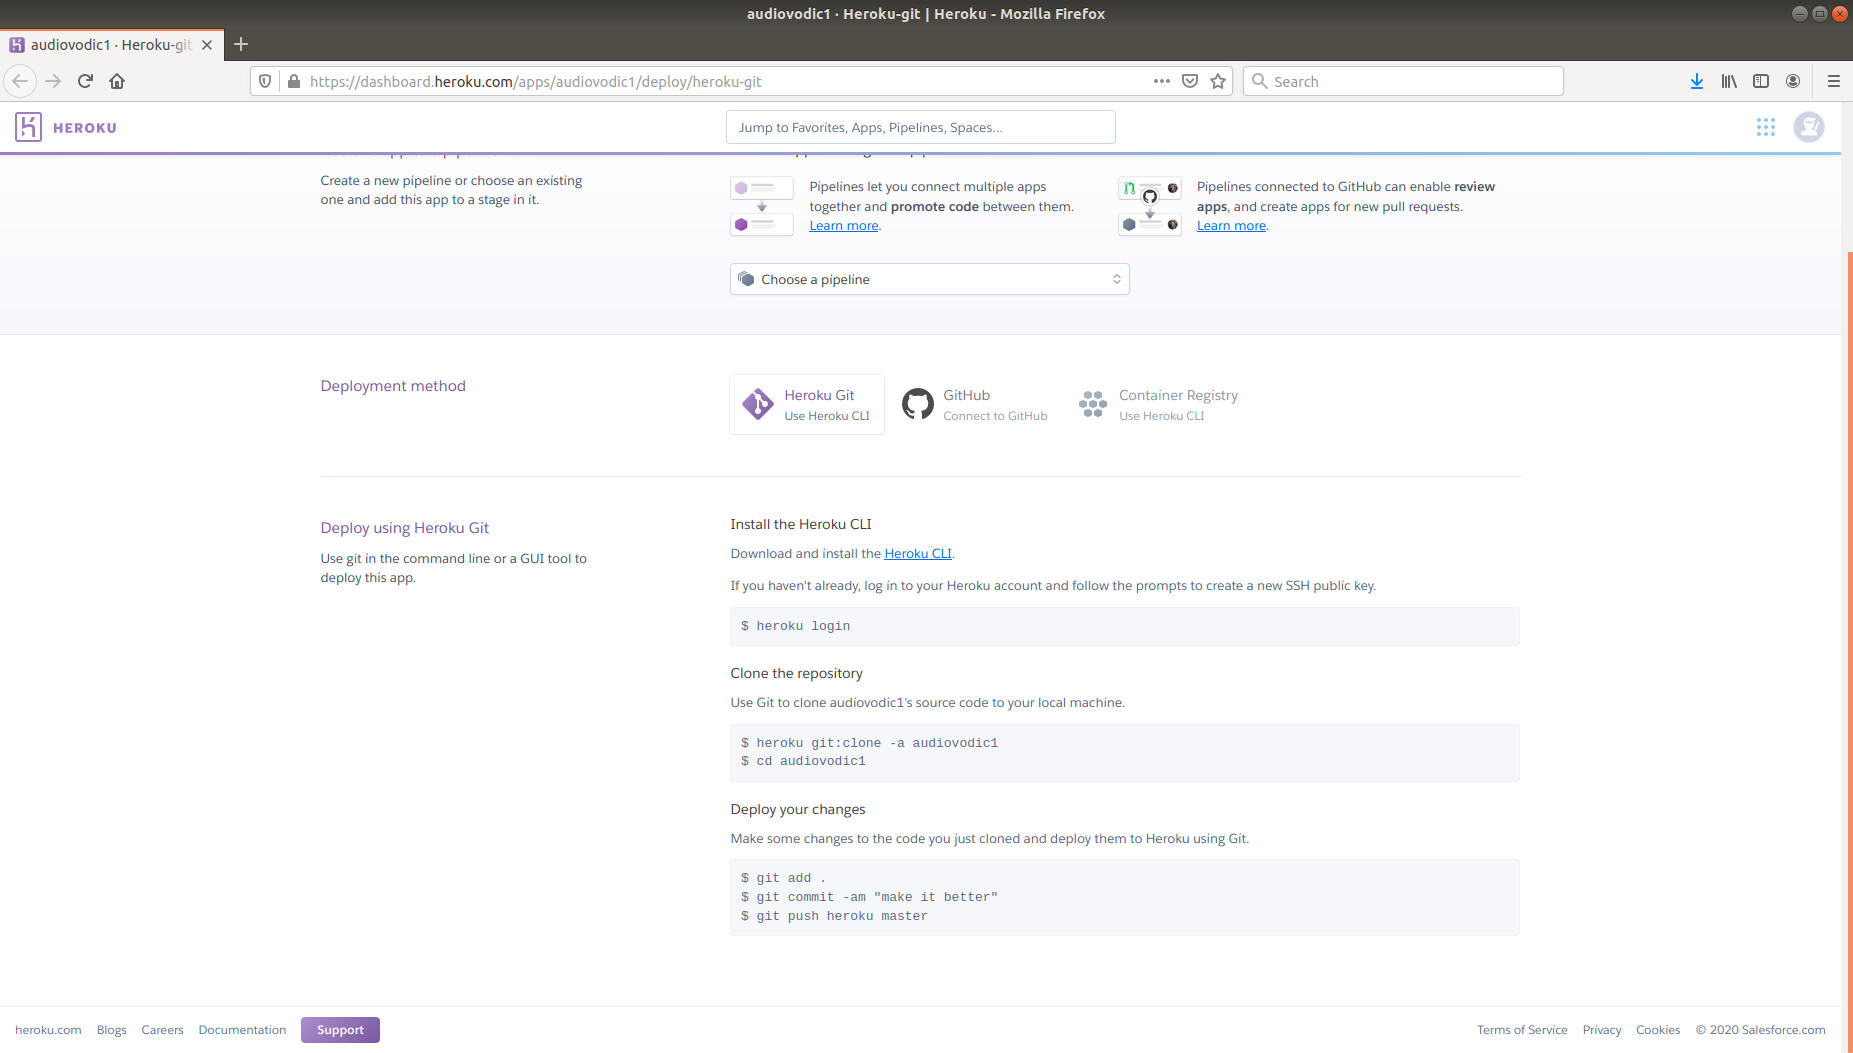 audiovodic1 · Heroku-git | Heroku - Mozilla Firefox
audiovodic1 · Heroku-git
https://dashboard.heroku.com/apps/audiovodic1/deploy/heroku-git
Search
HEROKU
Jump to Favorites, Apps, Pipelines, Spaces...
Create a new pipeline or choose an existing
one and add this app to a stage in it.
Pipelines let you connect multiple apps
together and promote code between them.
Learn more.
Pipelines connected to GitHub can enable review
apps, and create apps for new pull requests.
Learn more.
Choose a pipeline
Deployment method
Heroku Git
Use Heroku CLI
GitHub
Connect to GitHub
Container Registry
Use Heroku CLI
Deploy using Heroku Git
Use git in the command line or a GUI tool to
deploy this app.
Install the Heroku CLI
Download and install the Heroku CLI.
If you haven't already, log in to your Heroku account and follow the prompts to create a new SSH public key.
$ heroku login
Clone the repository
Use Git to clone audiovodic1's source code to your local machine.
$ heroku git:clone -a audiovodic1
$ cd audiovodic1
Deploy your changes
Make some changes to the code you just cloned and deploy them to Heroku using Git.
$ git add .
$ git commit -am "make it better"
$ git push heroku master
heroku.com Blogs Careers Documentation Support
Terms of Service Privacy Cookies © 2020 Salesforce.com